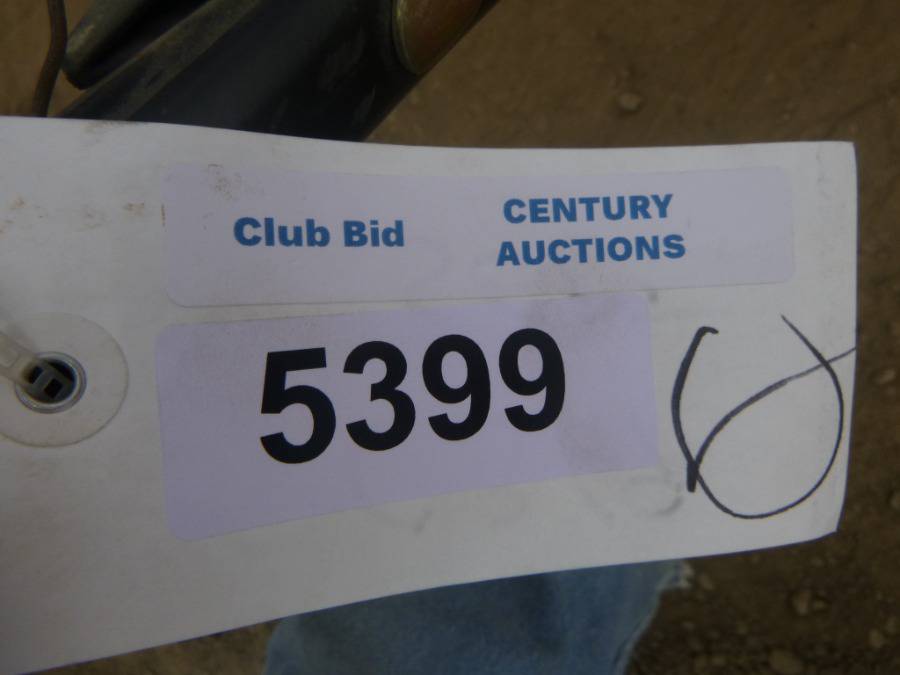 Club Bid
CENTURY
AUCTIONS
5399